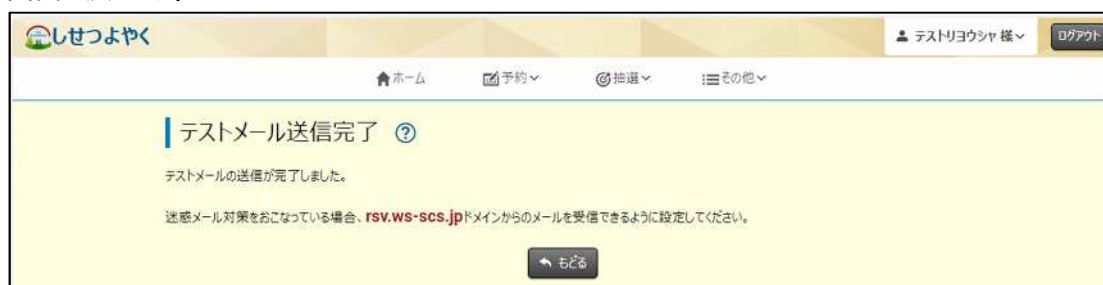 しせつよやく
テストリヨウシャ 様
ログアウト
ホーム 予約 抽選 その他
テストメール送信完了 ?
テストメールの送信が完了しました。
迷惑メール対策をおこなっている場合、rsv.ws-scs.jpドメインからのメールを受信できるように設定してください。
もどる